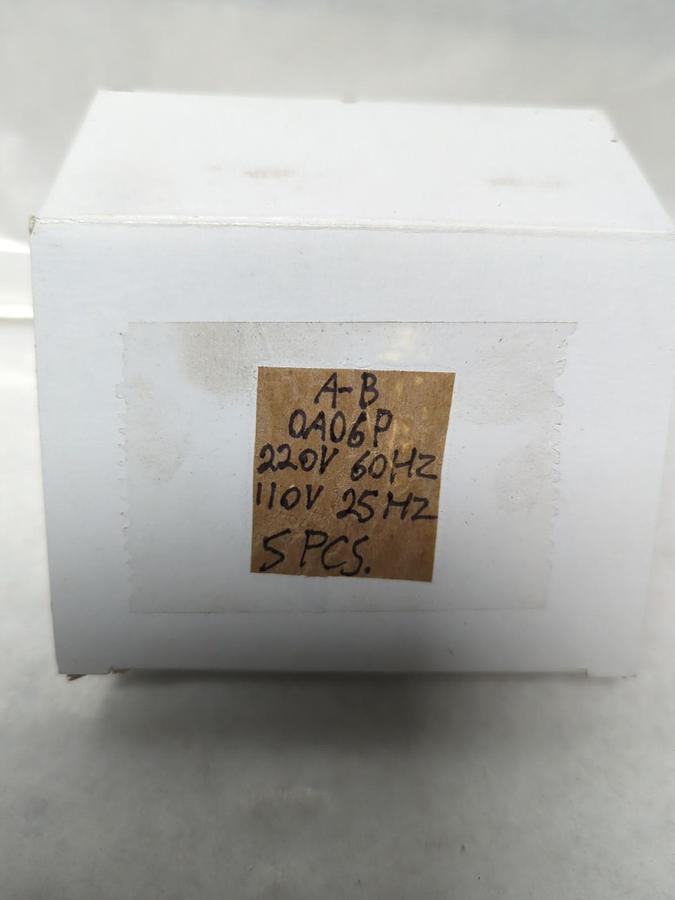 A-B
0A06P
220V 60HZ
110V 25HZ
5 PCS.